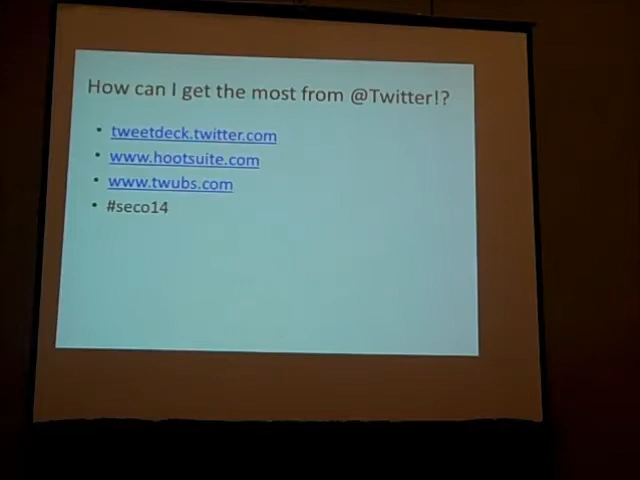 How can I get the most from @Twitter!?
• tweetdeck.twitter.com
• www.hootsuite.com
• www.twubs.com
• #seco14